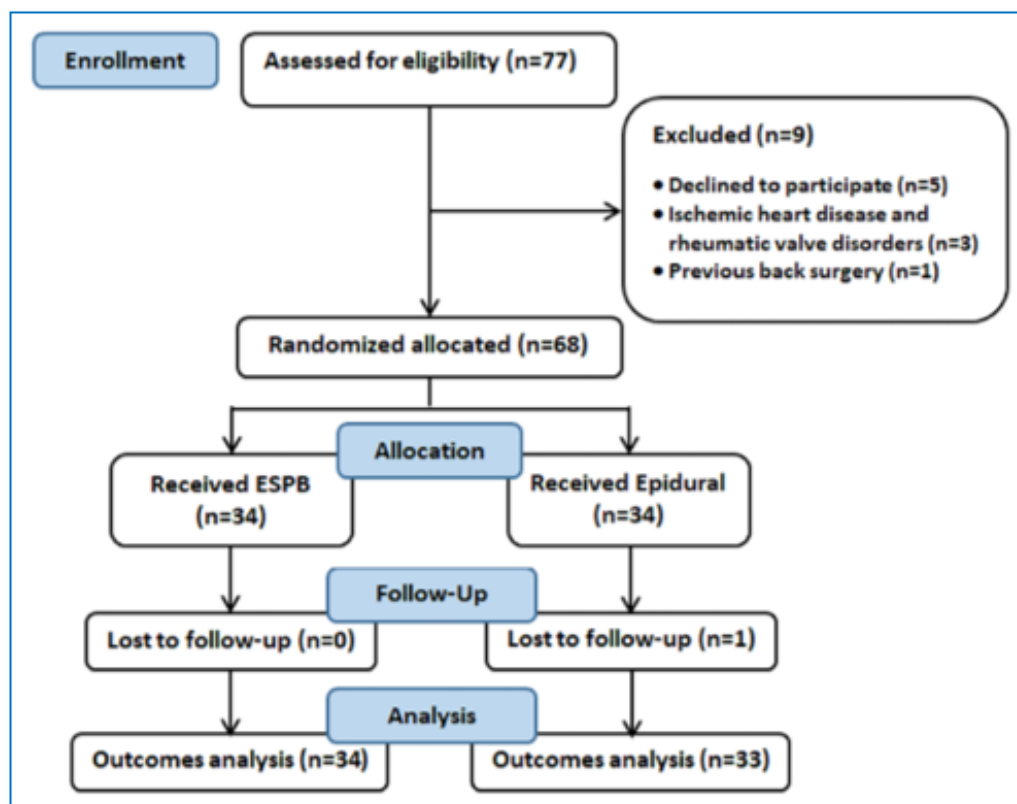 Enrollment
Assessed for eligibility (n=77)
Excluded (n=9)
• Declined to participate (n=5)
• Ischemic heart disease and
rheumatic valve disorders (n=3)
• Previous back surgery (n=1)
Randomized allocated (n=68)
Allocation
Received ESPB
(n=34)
Received Epidural
(n=34)
Follow-Up
Lost to follow-up (n=0)
Lost to follow-up (n=1)
Analysis
Outcomes analysis (n=34)
Outcomes analysis (n=33)